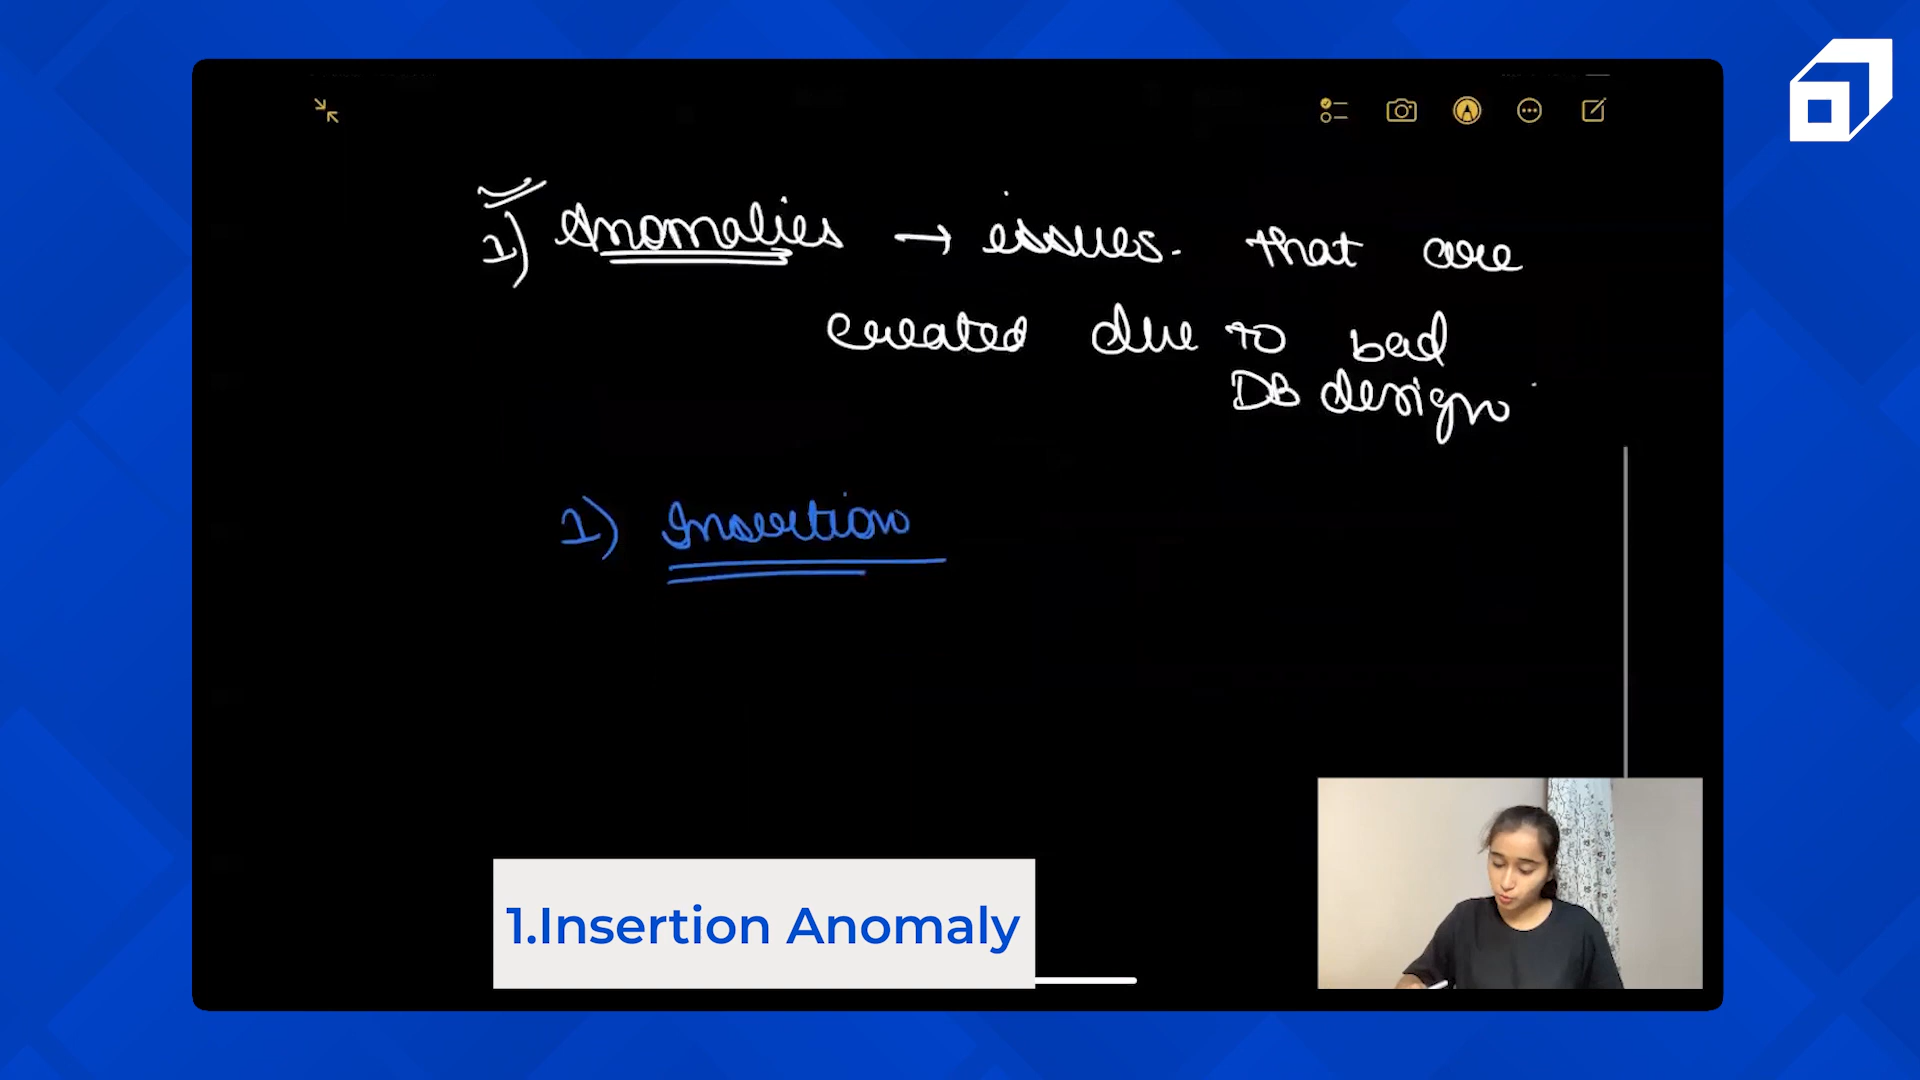 1) Anomalies → issues. that are
created due to bad
DB design
1) Insertion
1.Insertion Anomaly